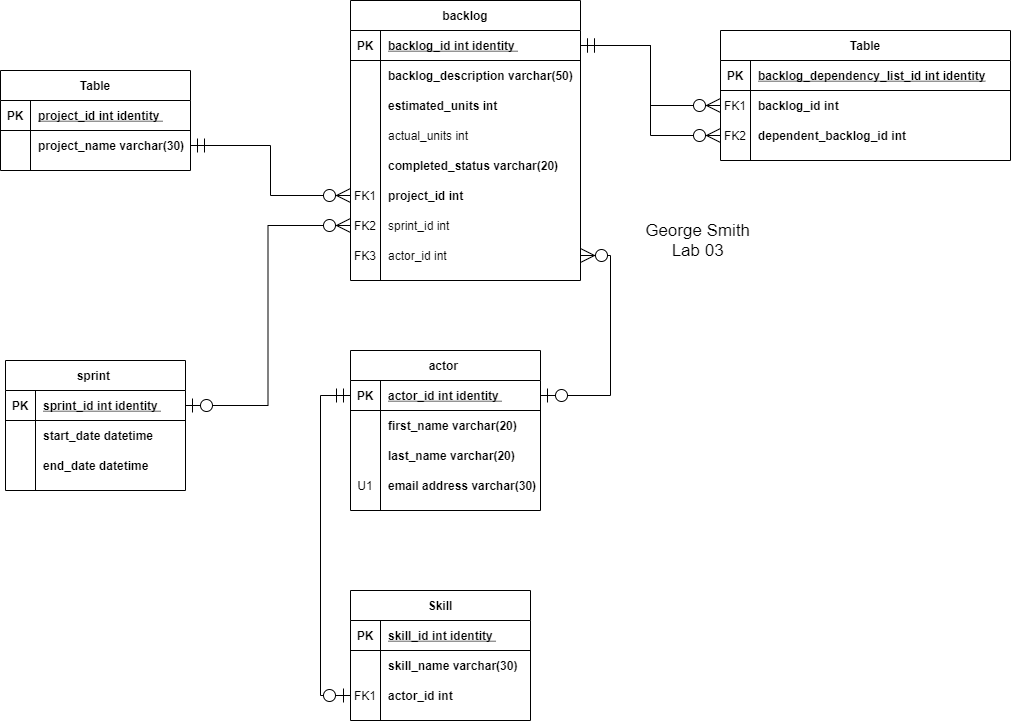 backlog
PK backlog_id int identity
backlog_description varchar(50)
estimated_units int
actual_units int
completed_status varchar(20)
FK1 project_id int
FK2 sprint_id int
FK3 actor_id int
Table
PK backlog_dependency_list_id int identity
FK1 backlog_id int
FK2 dependent_backlog_id int
Table
PK project_id int identity
project_name varchar(30)
George Smith
Lab 03
sprint
PK sprint_id int identity
start_date datetime
end_date datetime
actor
PK actor_id int identity
first_name varchar(20)
last_name varchar(20)
U1 email address varchar(30)
Skill
PK skill_id int identity
skill_name varchar(30)
FK1 actor_id int